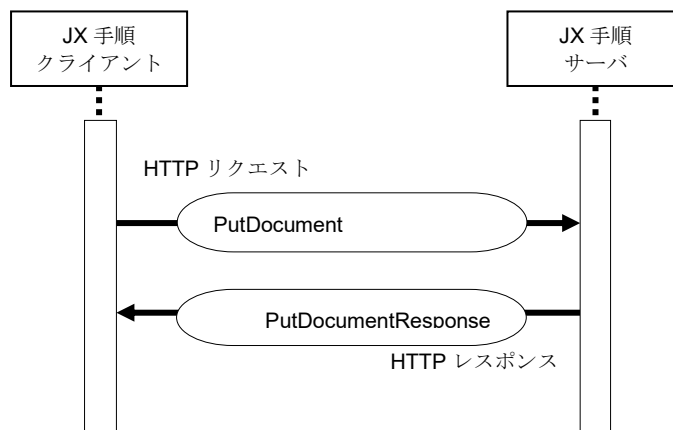 JX 手順
クライアント
JX 手順
サーバ
HTTP リクエスト
PutDocument
PutDocumentResponse
HTTP レスポンス